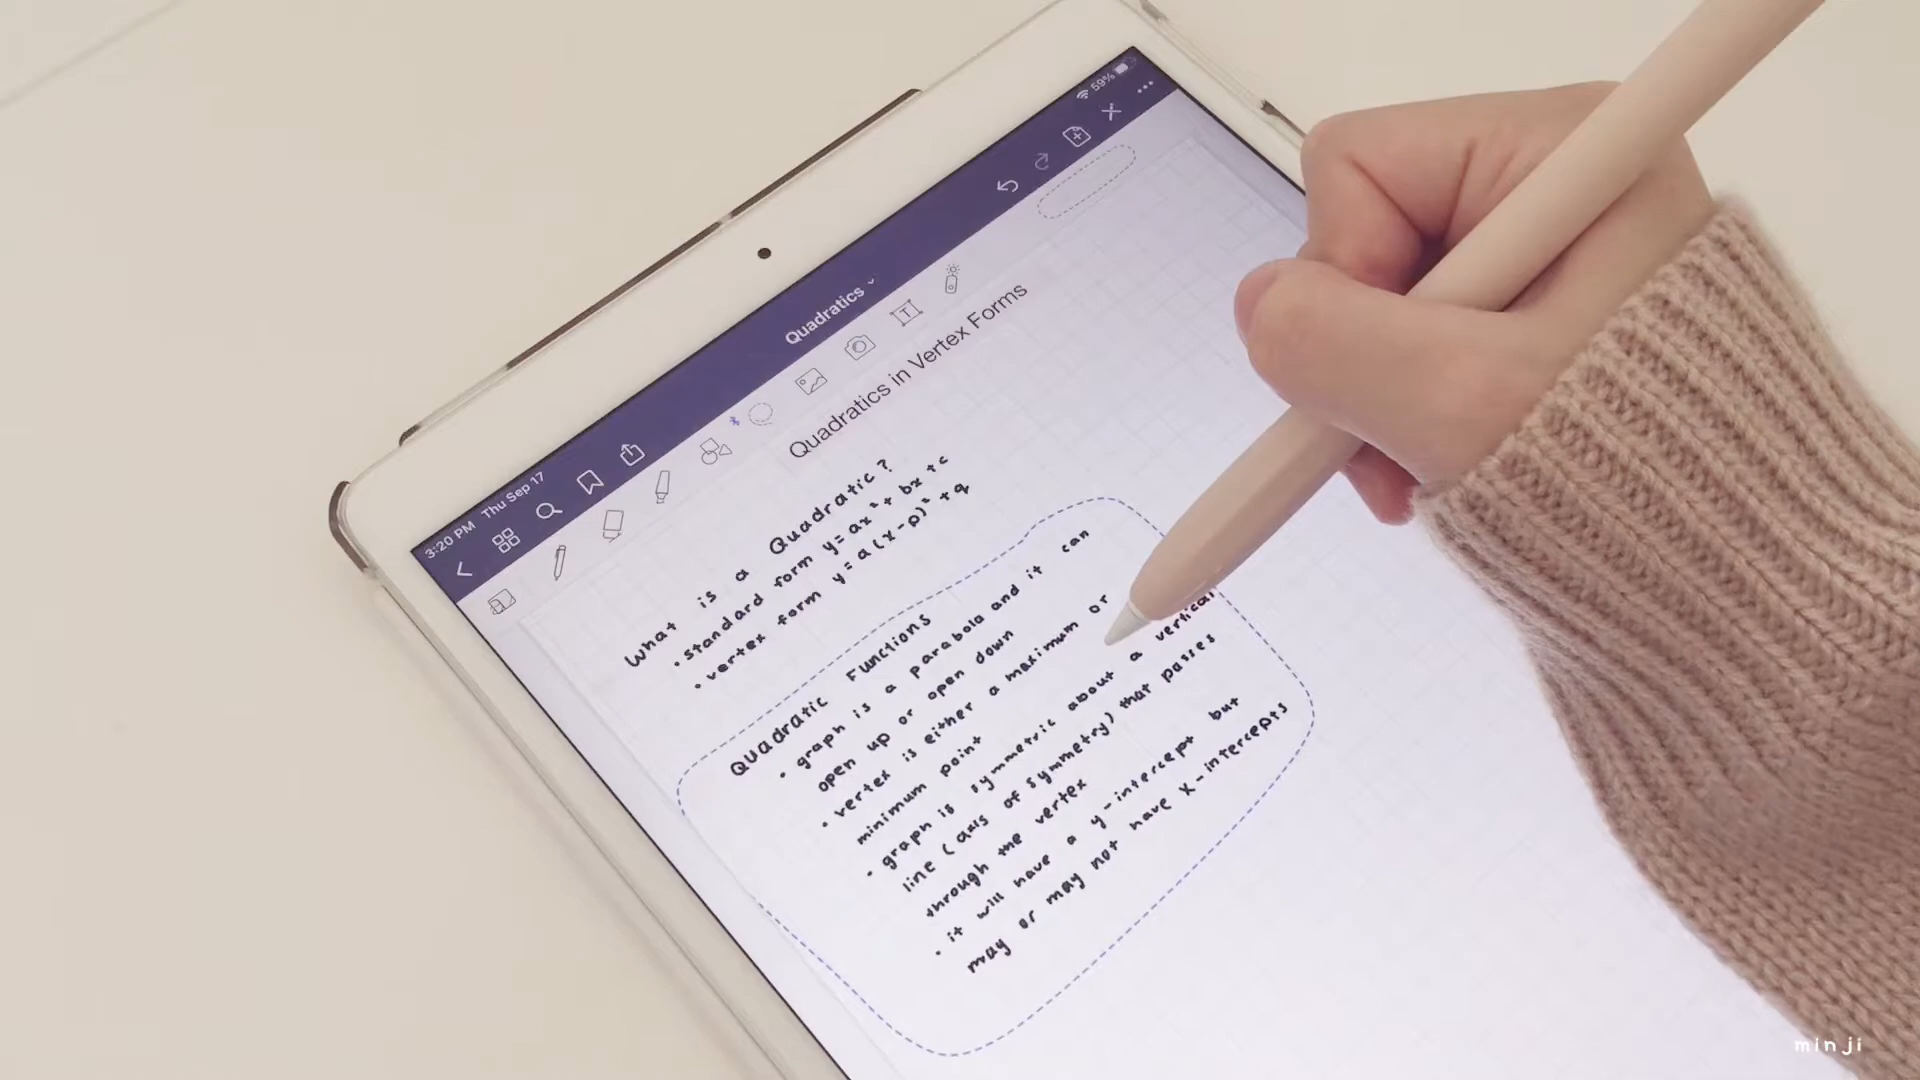 3:20 PM Thu Sep 17
59%
Quadratics
Quadratics in Vertex Forms
What is a Quadratic?
• standard form y = ax² + bx + c
• vertex form y = a(x-p)² + q
Quadratic Functions
• graph is a parabola and it can
open up or open down
• vertex is either a maximum or
minimum point
• graph is symmetric about a vertical
line (axis of symmetry) that passes
through the vertex
• it will have a y-intercept but
may or may not have x-intercepts
minji